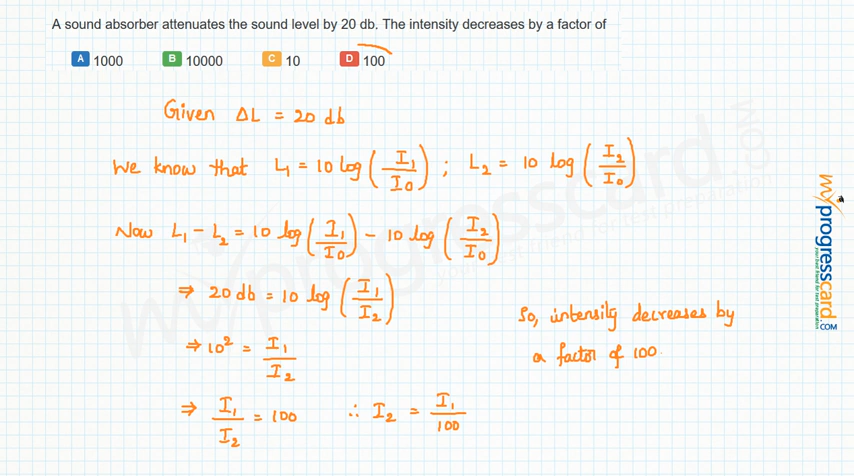 A sound absorber attenuates the sound level by 20 db. The intensity decreases by a factor of
A 1000 B 10000 C 10 D 100
Given ΔL = 20 db
We know that L₁ = 10 log(I₁/I₀) ; L₂ = 10 log(I₂/I₀)
Now L₁ - L₂ = 10 log(I₁/I₀) - 10 log(I₂/I₀)
⇒ 20 db = 10 log(I₁/I₂)
⇒ 10² = I₁/I₂
⇒ I₁/I₂ = 100 ∴ I₂ = I₁/100
So, intensity decreases by
a factor of 100.
myprogresscard.COM